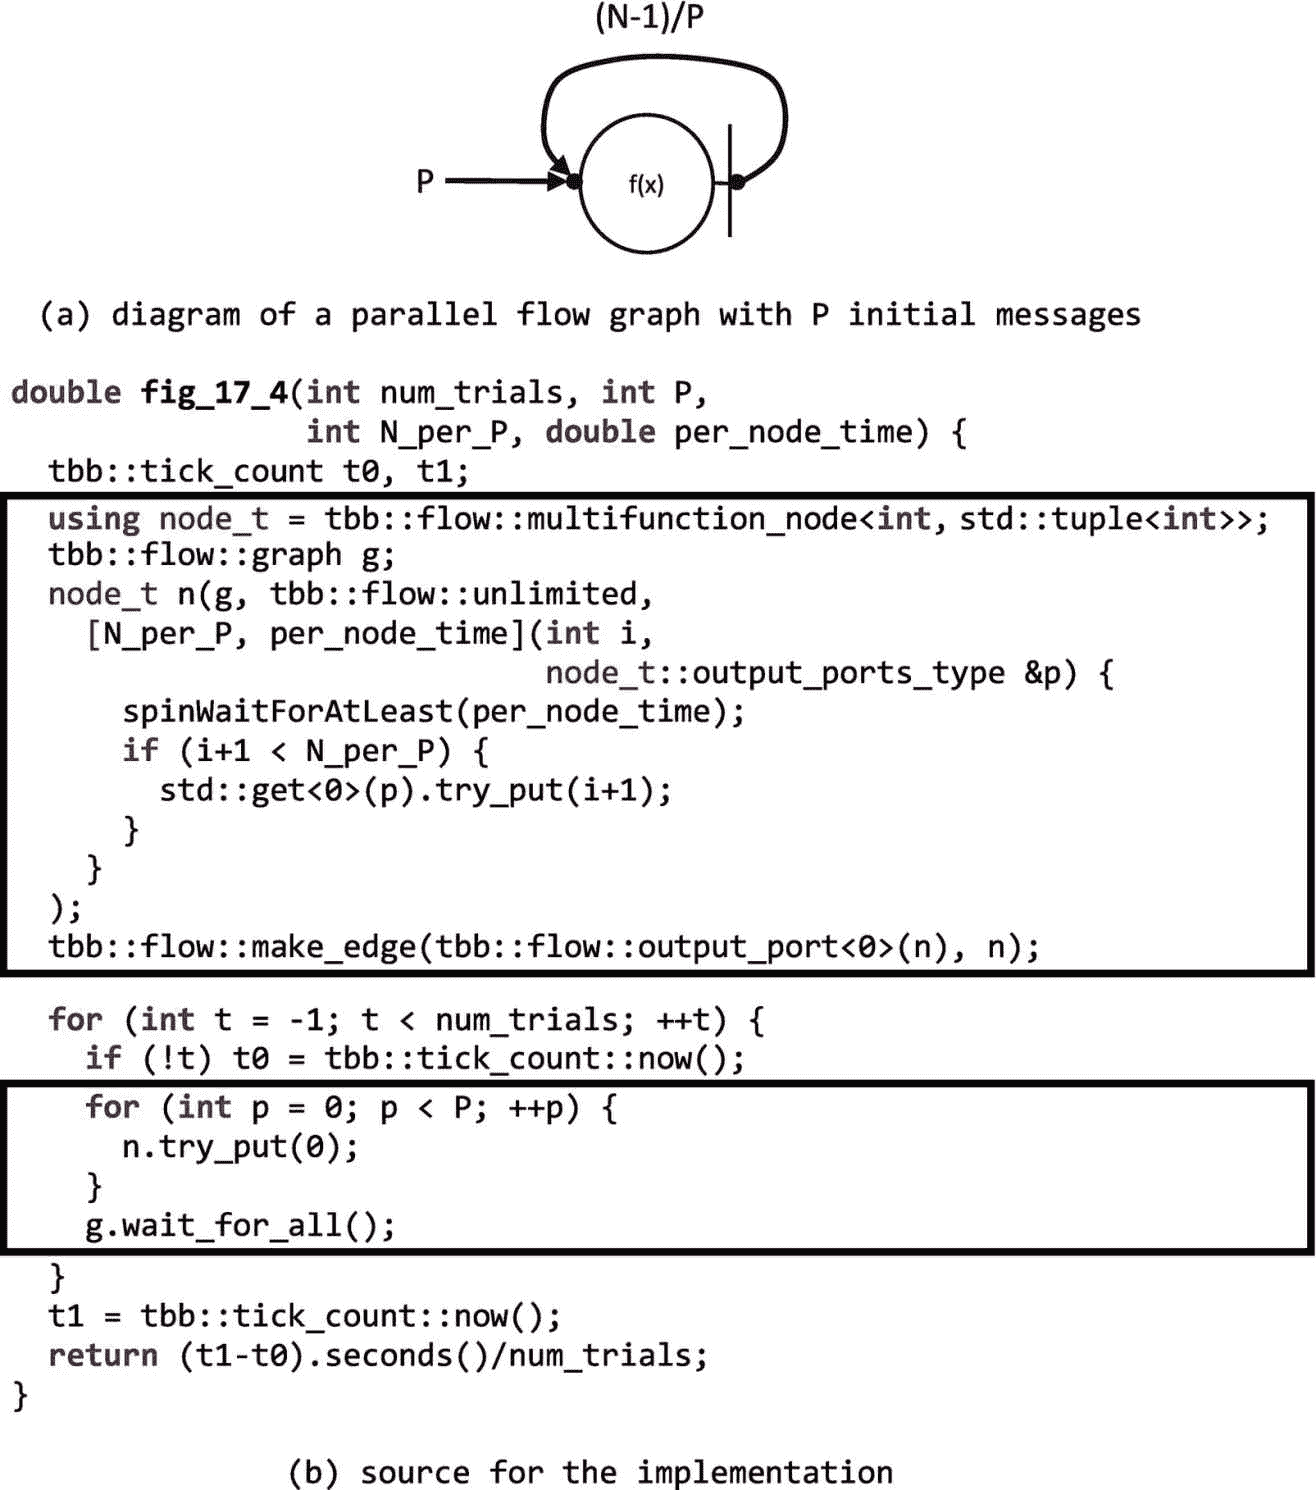 (N-1)/P
P
f(x)
(a) diagram of a parallel flow graph with P initial messages
double fig_17_4(int num_trials, int P,
                int N_per_P, double per_node_time) {
  tbb::tick_count t0, t1;
  using node_t = tbb::flow::multifunction_node<int, std::tuple<int>>;
  tbb::flow::graph g;
  node_t n(g, tbb::flow::unlimited,
    [N_per_P, per_node_time](int i,
                             node_t::output_ports_type &p) {
      spinWaitForAtLeast(per_node_time);
      if (i+1 < N_per_P) {
        std::get<0>(p).try_put(i+1);
      }
    }
  );
  tbb::flow::make_edge(tbb::flow::output_port<0>(n), n);
  for (int t = -1; t < num_trials; ++t) {
    if (!t) t0 = tbb::tick_count::now();
    for (int p = 0; p < P; ++p) {
      n.try_put(0);
    }
    g.wait_for_all();
  }
  t1 = tbb::tick_count::now();
  return (t1-t0).seconds()/num_trials;
}
(b) source for the implementation